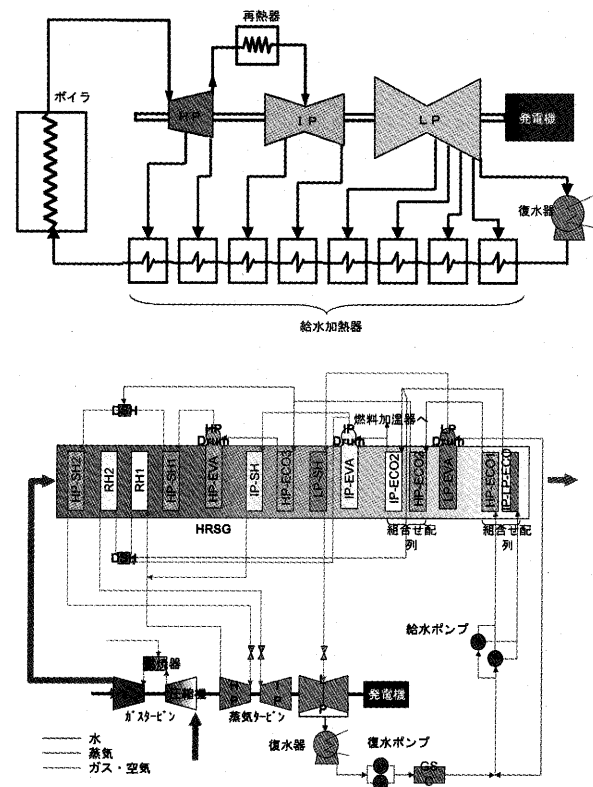 再熱器
ボイラ
HP
IP
LP
発電機
復水器
給水加熱器
燃料加温器へ
HP
Drum
IP
Drum
LP
Drum
HP-SH2
RH2
RH1
HP-SH1
HP-EVA
IP-SH
HP-ECO3
LP-SH
IP-EVA
IP-ECO2
HP-ECO2
LP-EVA
HP-ECO1
IP-LP-ECO
HRSG
組合せ配
列
組合せ配
列
給水ポンプ
圧縮機
HP
IP
発電機
ガスタービン
蒸気タービン
復水器
復水ポンプ
水
蒸気
ガス・空気
GS
C